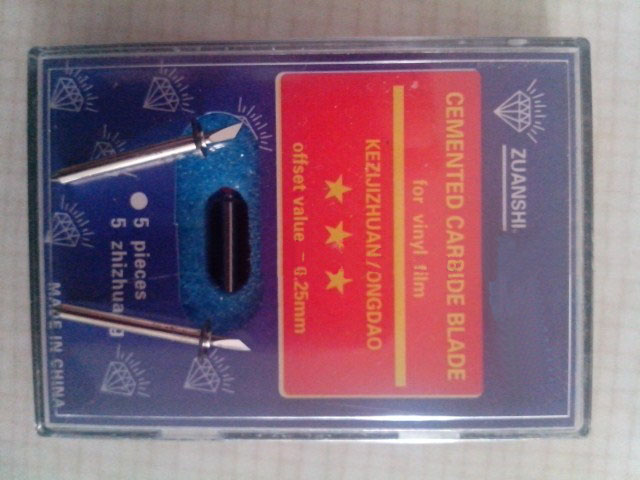 ZUANSHI
CEMENTED CARBIDE BLADE
for vinyl film
KEZIJIZHUAN/ONGDAO
offset value - 0.25mm
5 pieces
5 zhizhuang
MADE IN CHINA